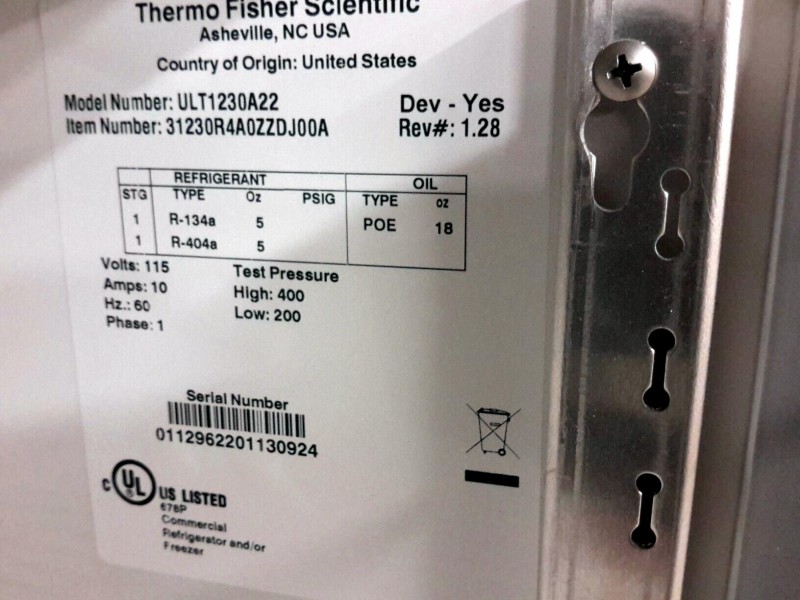 Thermo Fisher Scientific
Asheville, NC USA
Country of Origin: United States
Model Number: ULT1230A22 Dev - Yes
Item Number: 31230R4A0ZZDJ00A Rev#: 1.28
REFRIGERANT OIL
STG TYPE Oz PSIG TYPE oz
1 R-134a 5 POE 18
1 R-404a 5
Volts: 115 Test Pressure
Amps: 10 High: 400
Hz.: 60 Low: 200
Phase: 1
Serial Number
0112962201130924
c UL ® US LISTED
678P
Commercial
Refrigerator and/or
Freezer